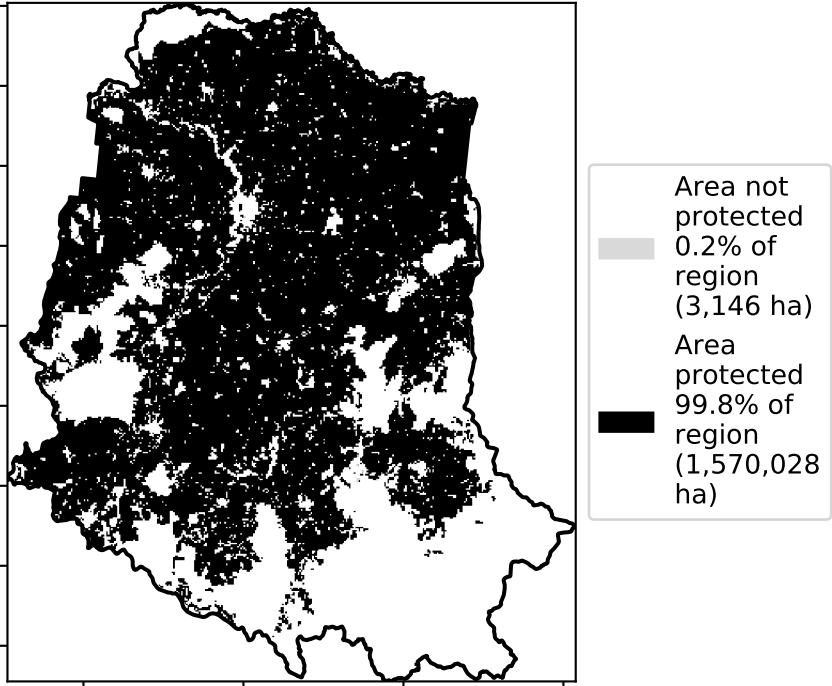 Area not
protected
0.2% of
region
(3,146 ha)
Area
protected
99.8% of
region
(1,570,028
ha)